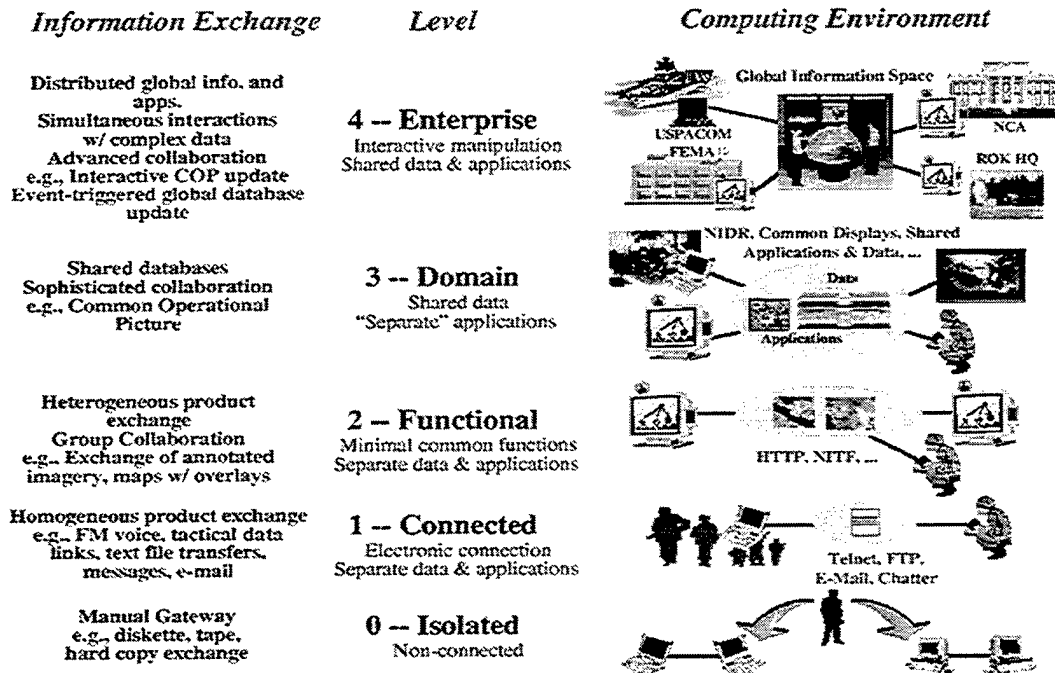 Information Exchange
Level
Computing Environment
Distributed global info. and
apps.
Simultaneous interactions
w/ complex data
Advanced collaboration
e.g., Interactive COP update
Event-triggered global database
update
4 -- Enterprise
Interactive manipulation
Shared data & applications
Global Information Space
USPACOM
FEMA
NCA
ROK HQ
NIDR, Common Displays, Shared
Applications & Data, ...
Shared databases
Sophisticated collaboration
e.g., Common Operational
Picture
3 -- Domain
Shared data
"Separate" applications
Data
Applications
Heterogeneous product
exchange
Group Collaboration
e.g., Exchange of annotated
imagery, maps w/ overlays
2 -- Functional
Minimal common functions
Separate data & applications
HTTP, NITF, ...
Homogeneous product exchange
e.g., FM voice, tactical data
links, text file transfers,
messages, e-mail
1 -- Connected
Electronic connection
Separate data & applications
Telnet, FTP,
E-Mail, Chatter
Manual Gateway
e.g., diskette, tape,
hard copy exchange
0 -- Isolated
Non-connected